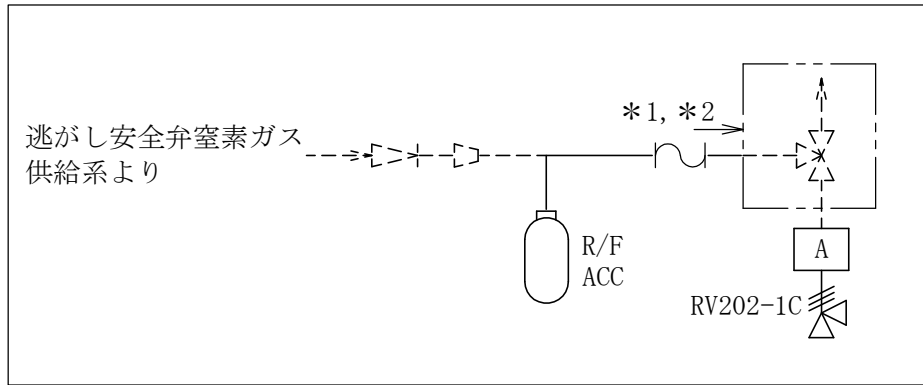 逃がし安全弁窒素ガス
供給系より
*1, *2
R/F
ACC
A
RV202-1C